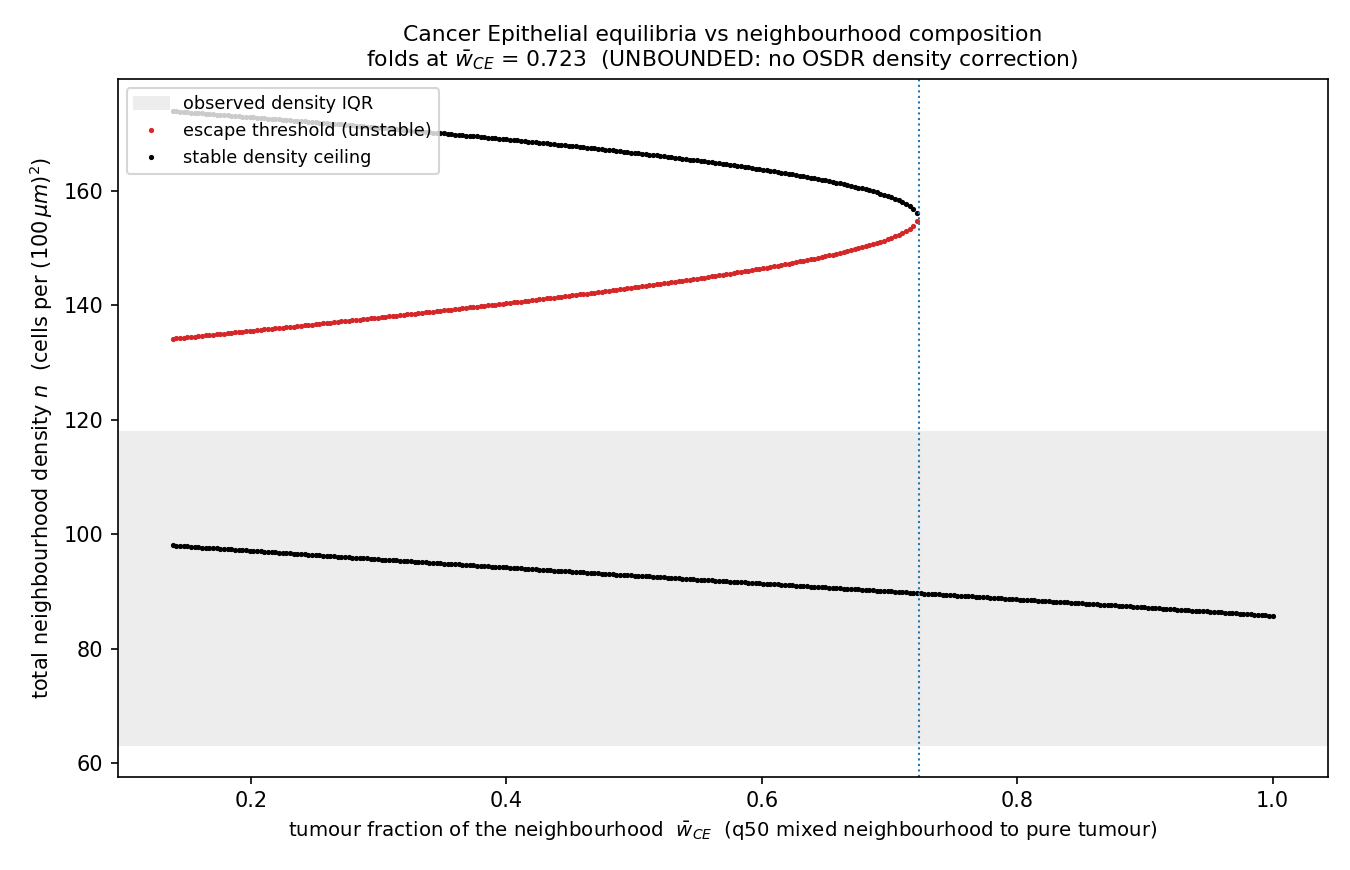 Cancer Epithelial equilibria vs neighbourhood composition
folds at w̄_CE = 0.723 (UNBOUNDED: no OSDR density correction)
observed density IQR
escape threshold (unstable)
stable density ceiling
total neighbourhood density n (cells per (100 μm)²)
160
140
120
100
80
60
0.2 0.4 0.6 0.8 1.0
tumour fraction of the neighbourhood w̄_CE (q50 mixed neighbourhood to pure tumour)